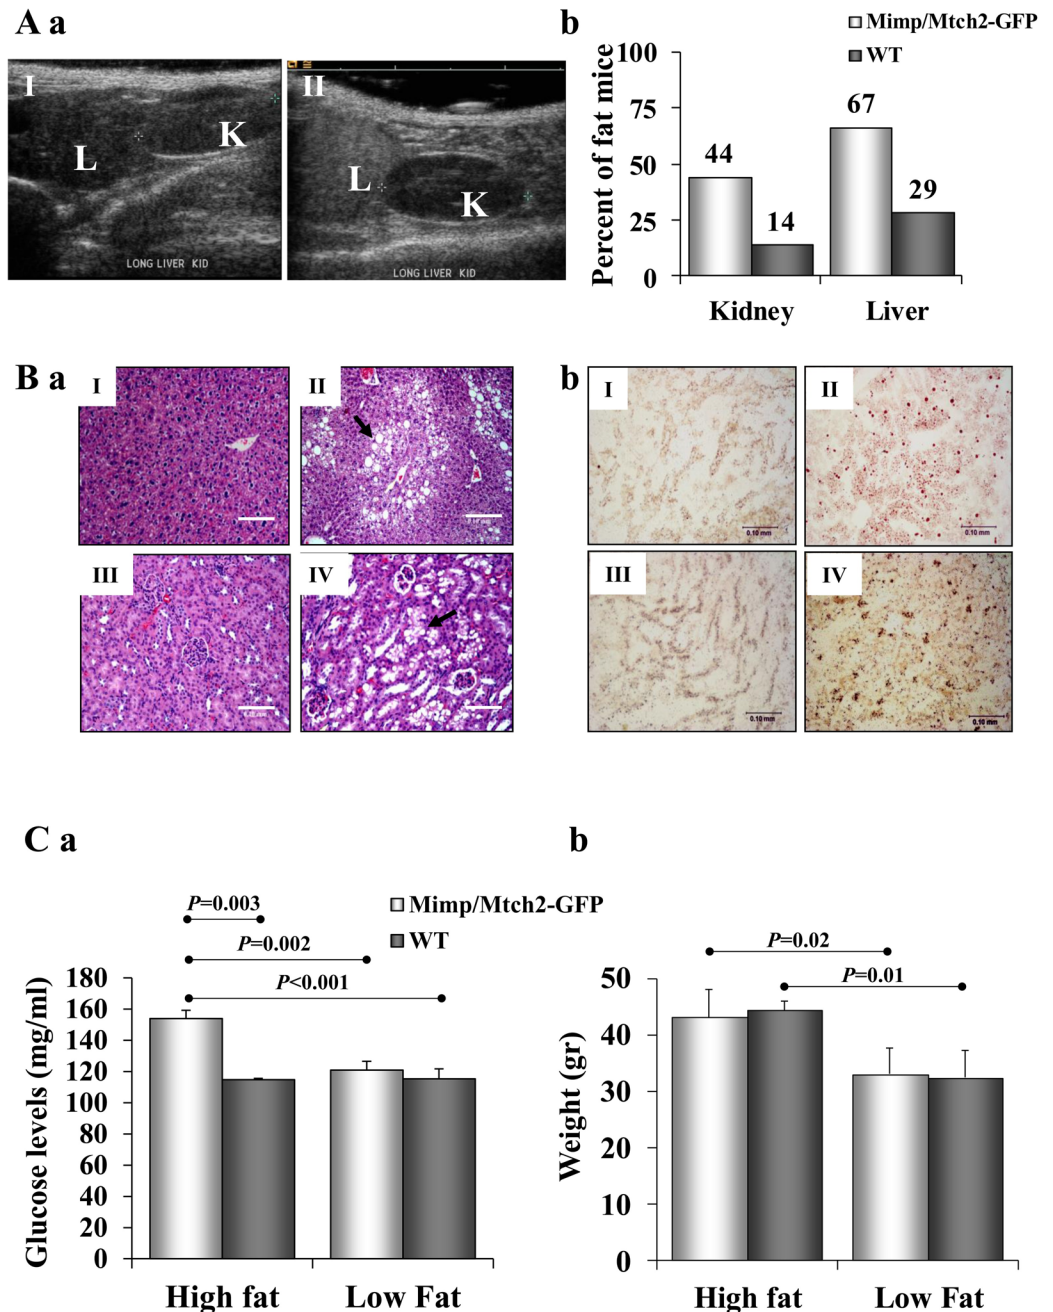 A a
I
L
K
LONG LIVER KID
II
L
K
LONG LIVER KID
b
Mimp/Mtch2-GFP
WT
Percent of fat mice
100
75
50
25
0
44
14
67
29
Kidney
Liver
B a
I
II
III
IV
b
I
0.10 mm
II
0.10 mm
III
0.10 mm
IV
0.10 mm
C a
Mimp/Mtch2-GFP
WT
P=0.003
P=0.002
P<0.001
Glucose levels (mg/ml)
180
160
140
120
100
80
60
40
20
0
High fat
Low Fat
b
P=0.02
P=0.01
Weight (gr)
50
40
30
20
10
0
High fat
Low Fat